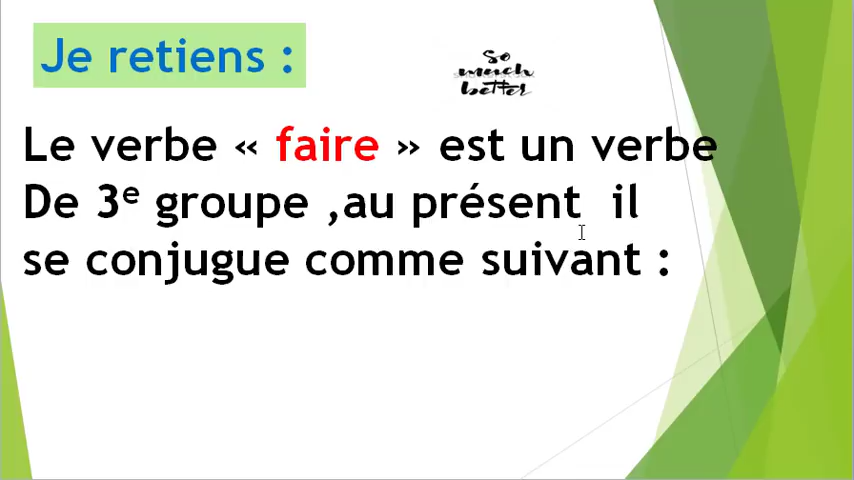 Je retiens :
So
much
better
Le verbe « faire » est un verbe
De 3e groupe ,au présent il
se conjugue comme suivant :